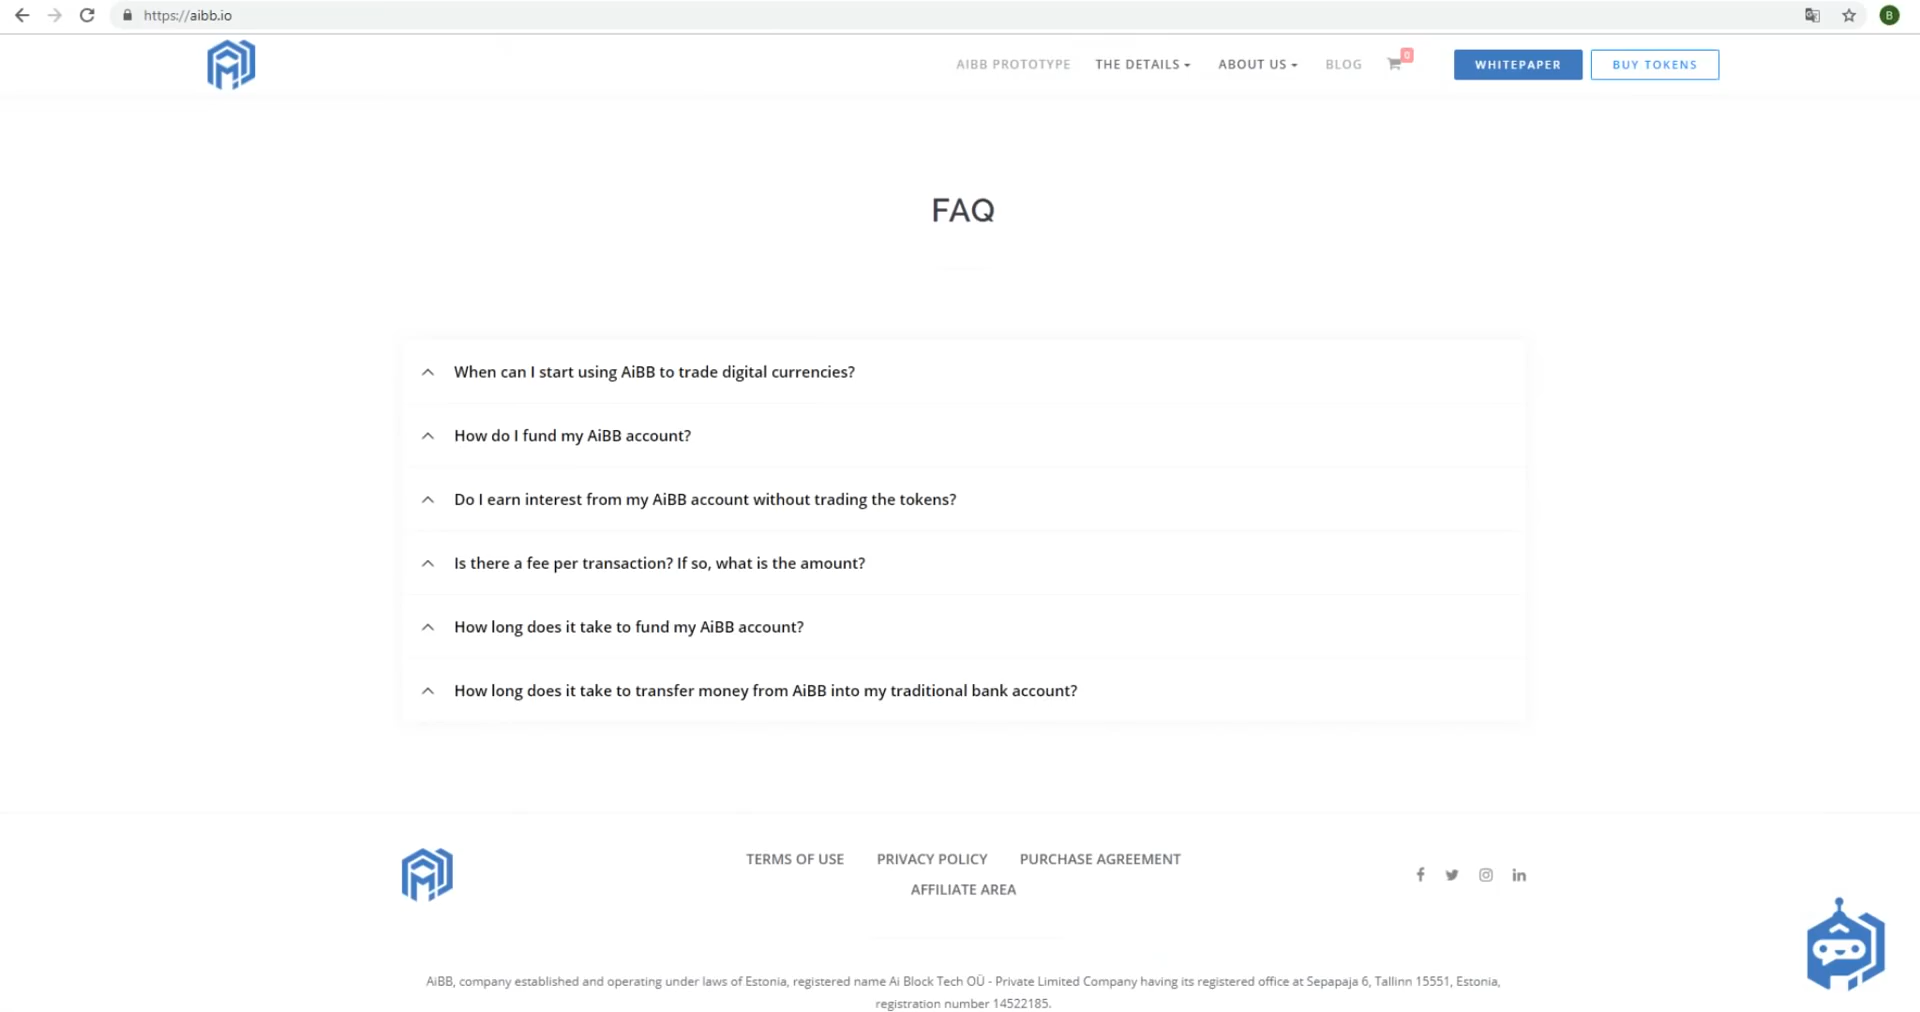 https://aibb.io
B
AIBB PROTOTYPE THE DETAILS ABOUT US BLOG 0 WHITEPAPER BUY TOKENS
FAQ
When can I start using AiBB to trade digital currencies?
How do I fund my AiBB account?
Do I earn interest from my AiBB account without trading the tokens?
Is there a fee per transaction? If so, what is the amount?
How long does it take to fund my AiBB account?
How long does it take to transfer money from AiBB into my traditional bank account?
TERMS OF USE PRIVACY POLICY PURCHASE AGREEMENT
AFFILIATE AREA
AiBB, company established and operating under laws of Estonia, registered name Ai Block Tech OÜ - Private Limited Company having its registered office at Sepapaja 6, Tallinn 15551, Estonia,
registration number 14522185.